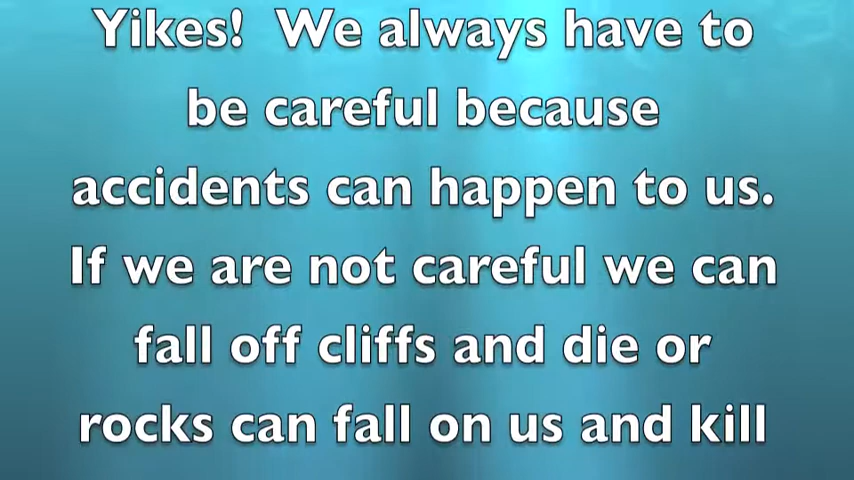 Yikes!  We always have to
be careful because
accidents can happen to us.
If we are not careful we can
fall off cliffs and die or
rocks can fall on us and kill